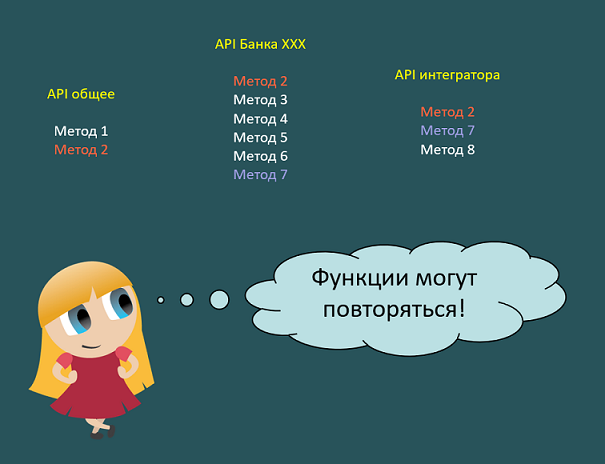 API общее
Метод 1
Метод 2
API Банка XXX
Метод 2
Метод 3
Метод 4
Метод 5
Метод 6
Метод 7
API интегратора
Метод 2
Метод 7
Метод 8
Функции могут
повторяться!